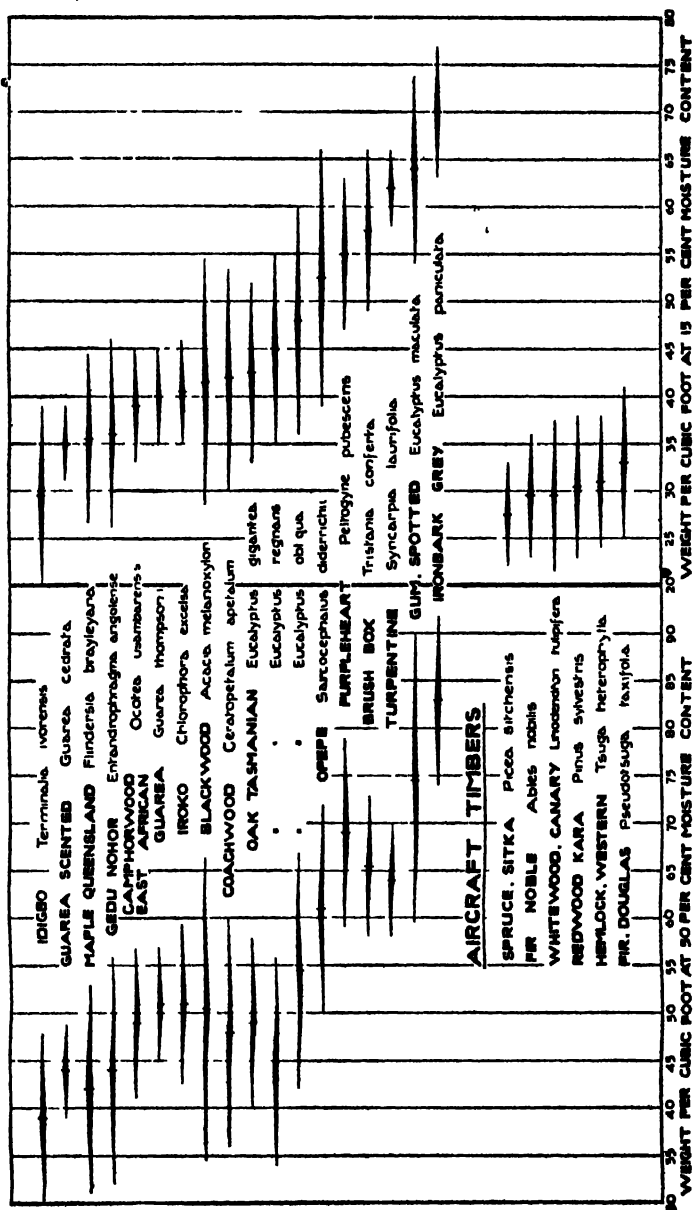 IDIGBO Terminalia ivorensis
GUAREA SCENTED Guarea cedrata
MAPLE QUEENSLAND Flindersia brayleyana
GEDU NOHOR Entrandrophragma angolense
CAMPHORWOOD
EAST AFRICAN Ocotea usambarensis
GUAREA Guarea thompsoni
IROKO Chlorophora excelsa
BLACKWOOD Acacia melanoxylon
COACHWOOD Ceratopetalum apetalum
OAK TASMANIAN Eucalyptus gigantea
" " Eucalyptus regnans
" " Eucalyptus obliqua
OPEPE Sarcocephalus diderrichii
PURPLEHEART Peltogyne pubescens
BRUSH BOX Tristania conferta
TURPENTINE Syncarpia laurifolia
GUM, SPOTTED Eucalyptus maculata
IRONBARK GREY Eucalyptus paniculata
AIRCRAFT TIMBERS
SPRUCE, SITKA Picea sitchensis
FIR NOBLE Abies nobilis
WHITEWOOD, CANARY Liriodendron tulipifera
REDWOOD KARA Pinus sylvestris
HEMLOCK, WESTERN Tsuga heterophylla
FIR, DOUGLAS Pseudotsuga taxifolia
30 35 40 45 50 55 60 65 70 75 80 85 90 20 25 30 35 40 45 50 55 60 65 70 75 80
WEIGHT PER CUBIC FOOT AT 50 PER CENT MOISTURE CONTENT
WEIGHT PER CUBIC FOOT AT 15 PER CENT MOISTURE CONTENT